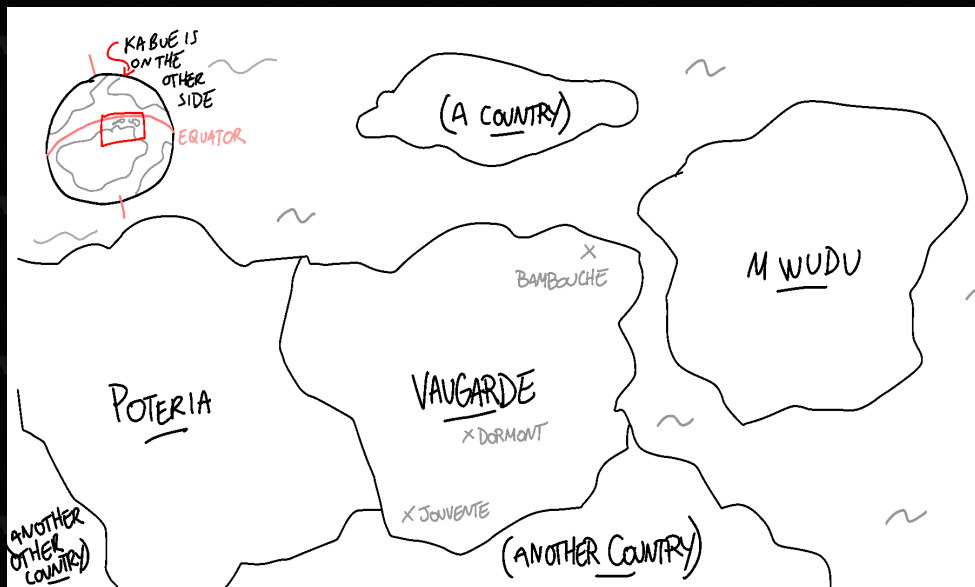 KABUE IS
ON THE
OTHER
SIDE
EQUATOR
(A COUNTRY)
MWUDU
BAMBOUCHE
POTERIA
VAUGARDE
DORMONT
JOUVENTE
(ANOTHER COUNTRY)
(ANOTHER
OTHER
COUNTRY)